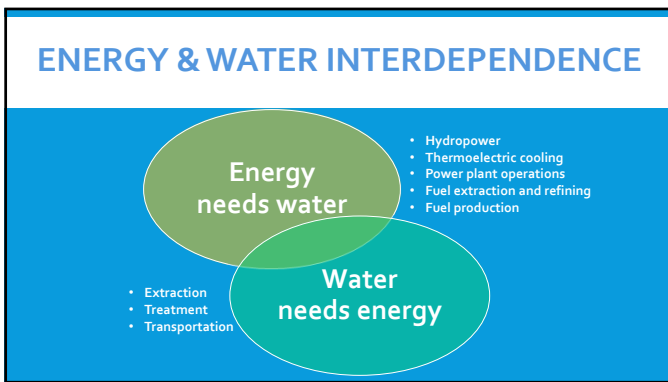 ENERGY & WATER INTERDEPENDENCE
Energy
needs water
• Hydropower
• Thermoelectric cooling
• Power plant operations
• Fuel extraction and refining
• Fuel production
Water
needs energy
• Extraction
• Treatment
• Transportation